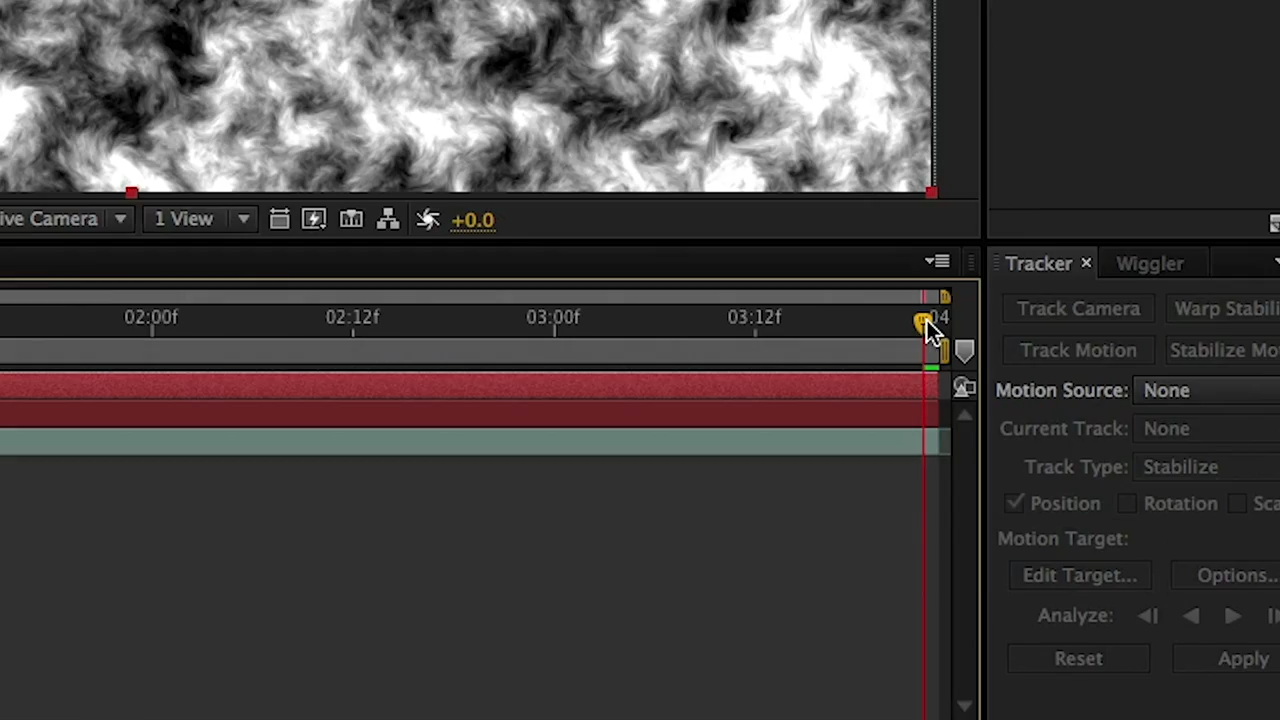 ive Camera 1 View +0.0
Tracker × Wiggler
Track Camera Warp Stabili
02:00f 02:12f 03:00f 03:12f 04
Track Motion Stabilize Mo
Motion Source: None
Current Track: None
Track Type: Stabilize
Position Rotation Sca
Motion Target:
Edit Target... Options..
Analyze:
Reset Apply